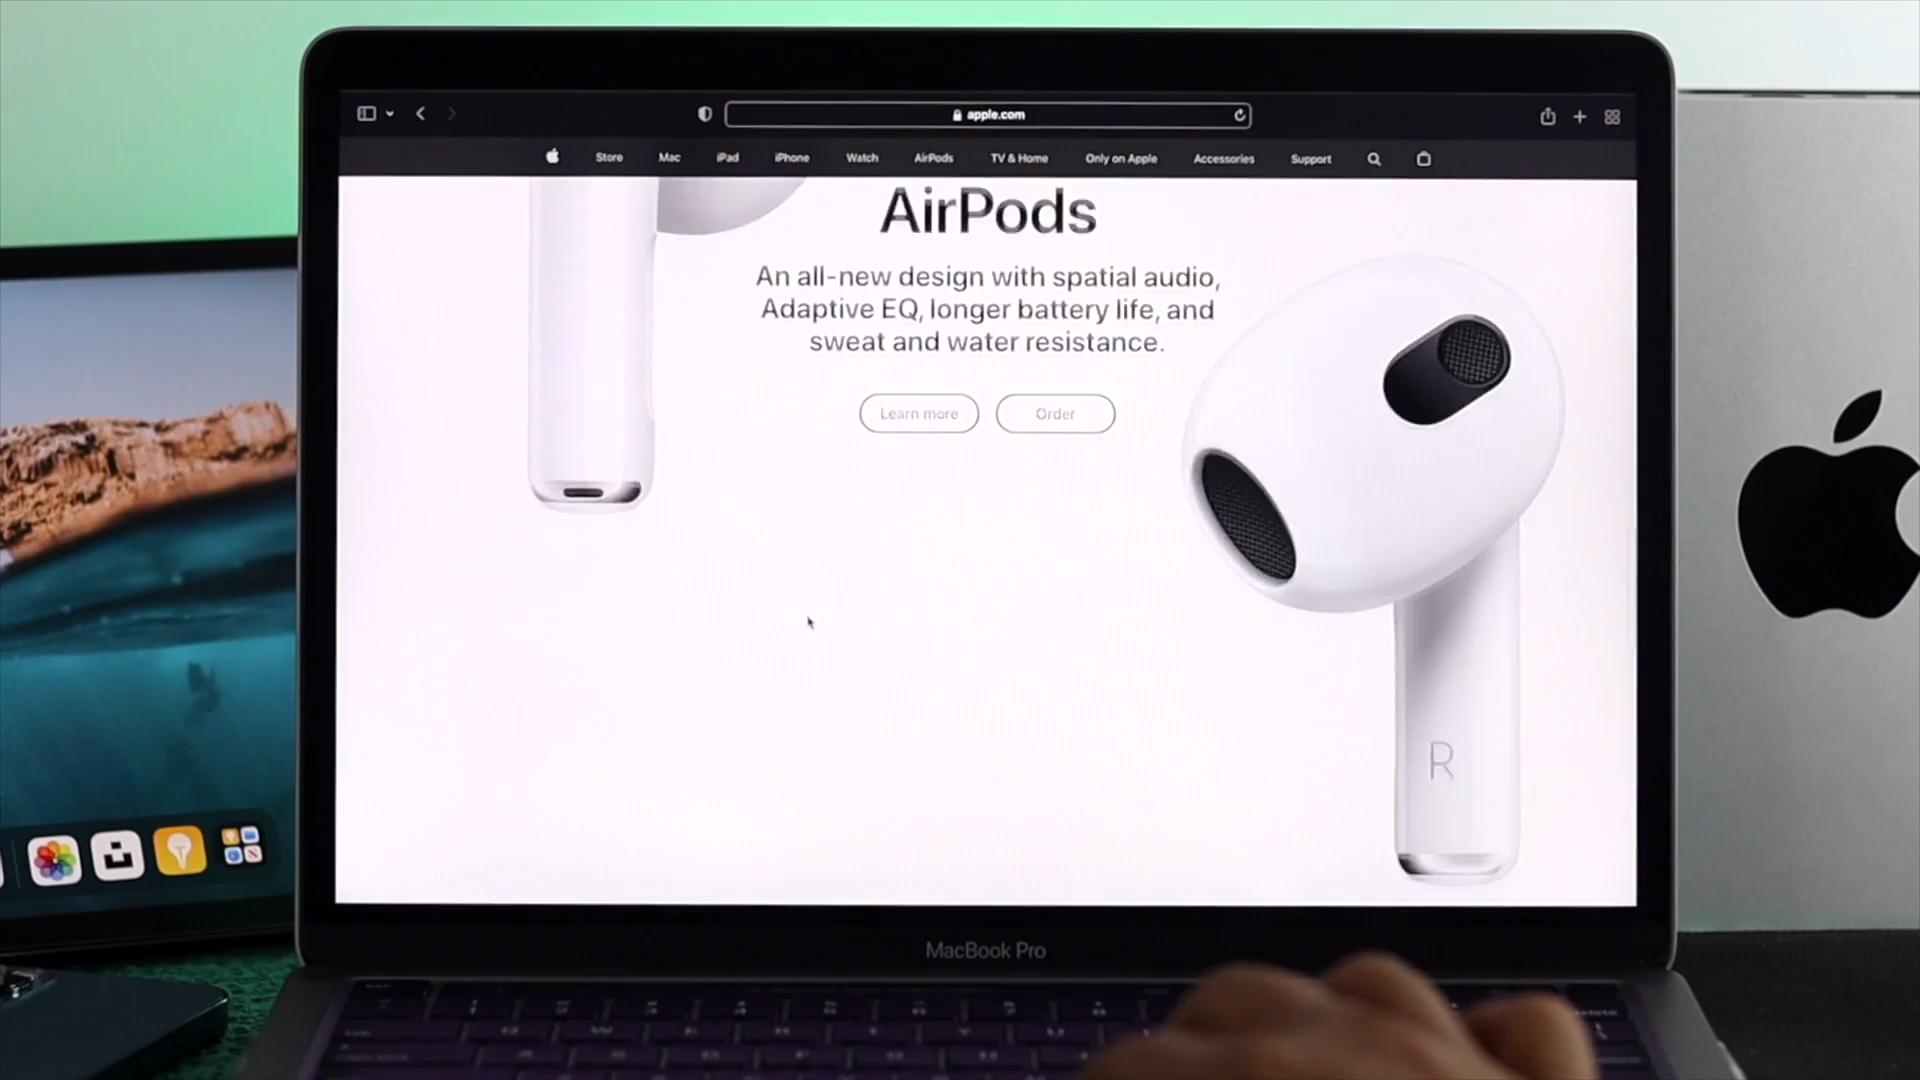 apple.com
Store Mac iPad iPhone Watch AirPods TV & Home Only on Apple Accessories Support
AirPods
An all-new design with spatial audio,
Adaptive EQ, longer battery life, and
sweat and water resistance.
Learn more Order
R
MacBook Pro